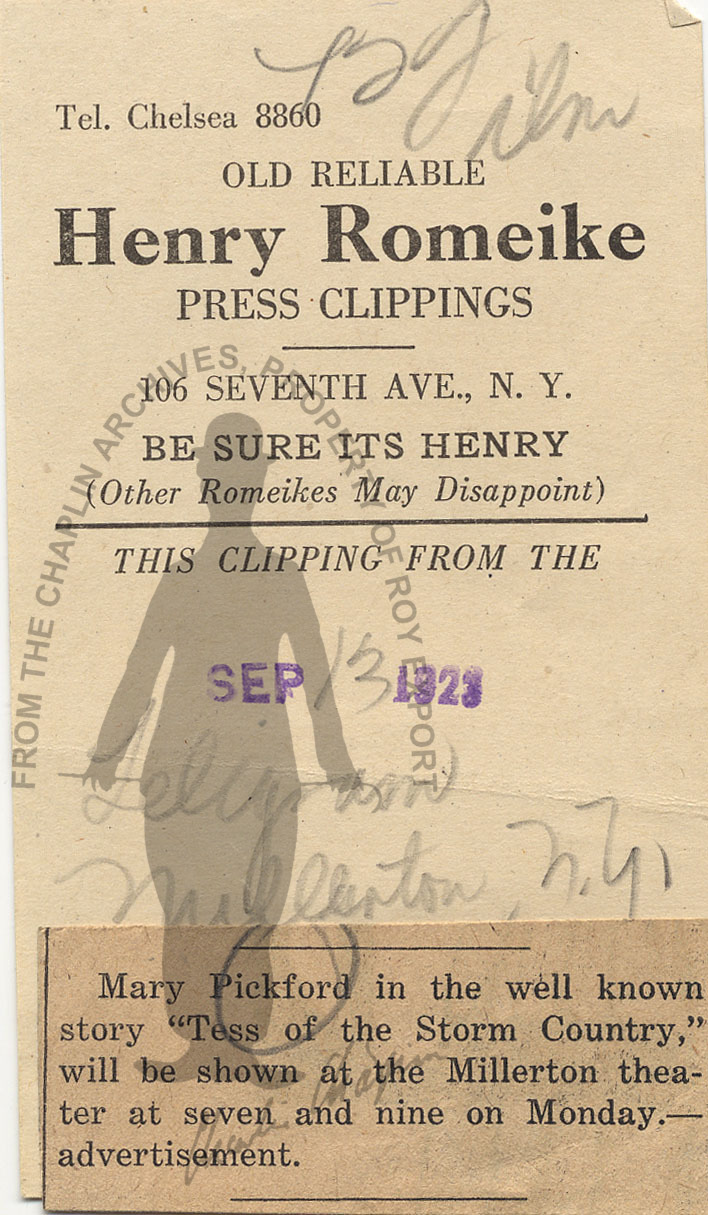 Tel. Chelsea 8860
OLD RELIABLE
Henry Romeike
PRESS CLIPPINGS
106 SEVENTH AVE., N. Y.
BE SURE ITS HENRY
(Other Romeikes May Disappoint)
THIS CLIPPING FROM THE
SEP 13 1923
Telegram
Millerton, N.Y.
Mary Pickford in the well known
story “Tess of the Storm Country,”
will be shown at the Millerton thea-
ter at seven and nine on Monday.—
advertisement.
FROM THE CHAPLIN ARCHIVES, PROPERTY OF ROY EXPORT